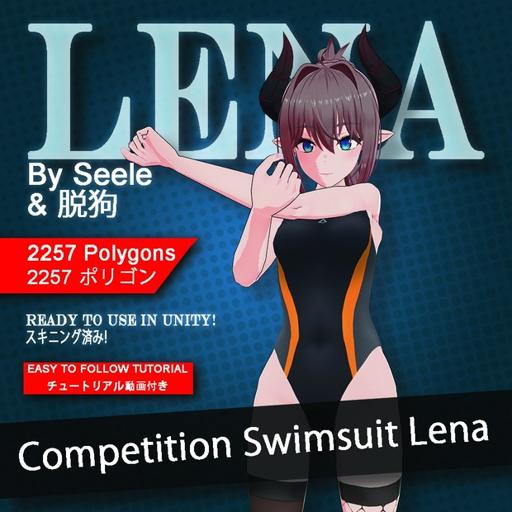 LENA
By Seele
& 脱狗
2257 Polygons
2257 ポリゴン
READY TO USE IN UNITY!
スキニング済み!
EASY TO FOLLOW TUTORIAL
チュートリアル動画付き
Competition Swimsuit Lena